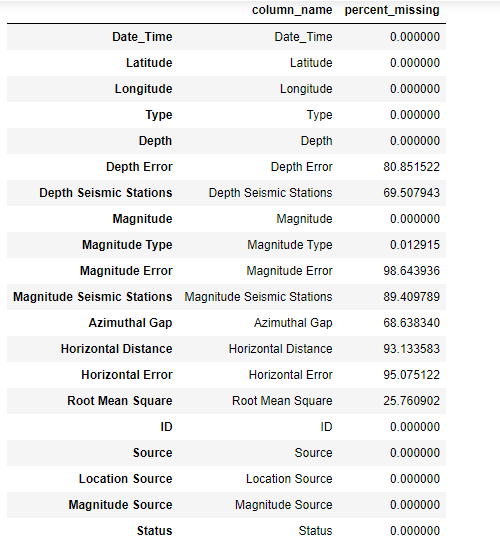 column_name percent_missing
Date_Time Date_Time 0.000000
Latitude Latitude 0.000000
Longitude Longitude 0.000000
Type Type 0.000000
Depth Depth 0.000000
Depth Error Depth Error 80.851522
Depth Seismic Stations Depth Seismic Stations 69.507943
Magnitude Magnitude 0.000000
Magnitude Type Magnitude Type 0.012915
Magnitude Error Magnitude Error 98.643936
Magnitude Seismic Stations Magnitude Seismic Stations 89.409789
Azimuthal Gap Azimuthal Gap 68.638340
Horizontal Distance Horizontal Distance 93.133583
Horizontal Error Horizontal Error 95.075122
Root Mean Square Root Mean Square 25.760902
ID ID 0.000000
Source Source 0.000000
Location Source Location Source 0.000000
Magnitude Source Magnitude Source 0.000000
Status Status 0.000000